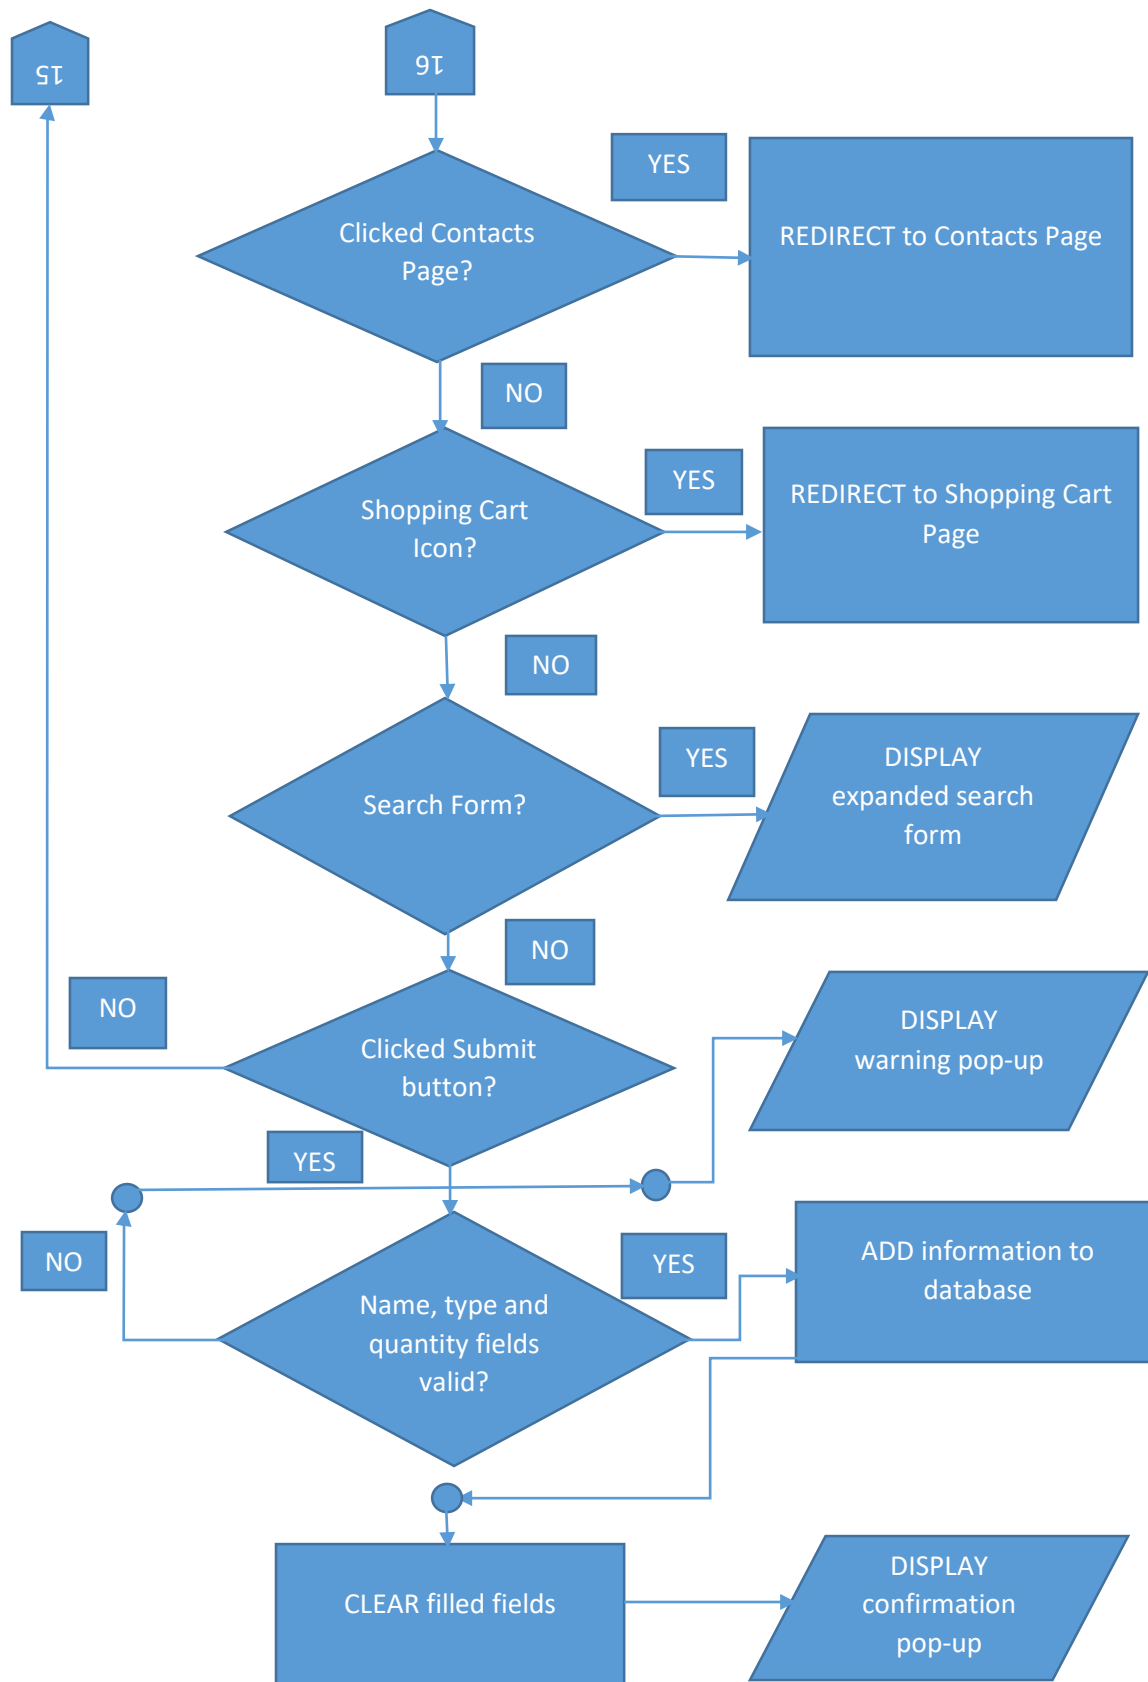 15
16
YES
Clicked Contacts
Page?
REDIRECT to Contacts Page
NO
YES
Shopping Cart
Icon?
REDIRECT to Shopping Cart
Page
NO
YES
Search Form?
DISPLAY
expanded search
form
NO
NO
Clicked Submit
button?
DISPLAY
warning pop-up
YES
NO
YES
Name, type and
quantity fields
valid?
ADD information to
database
CLEAR filled fields
DISPLAY
confirmation
pop-up